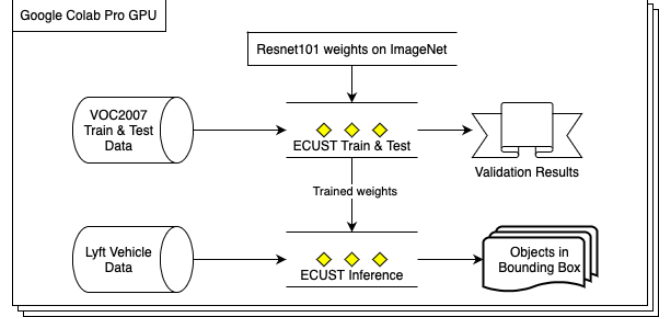 Google Colab Pro GPU
Resnet101 weights on ImageNet
VOC2007
Train & Test
Data
ECUST Train & Test
Validation Results
Trained weights
Lyft Vehicle
Data
ECUST Inference
Objects in
Bounding Box